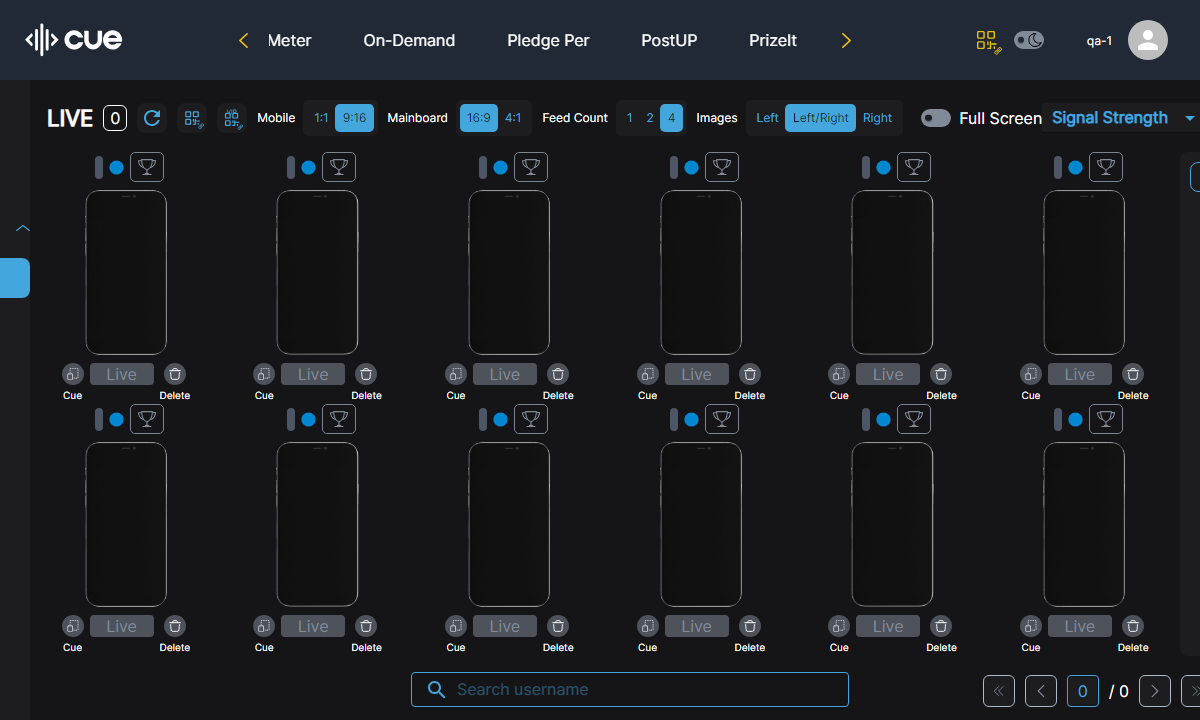 cue
Meter On-Demand Pledge Per PostUP PrizeIt
qa-1
LIVE 0 Mobile 1:1 9:16 Mainboard 16:9 4:1 Feed Count 1 2 4 Images Left Left/Right Right Full Screen Signal Strength
Live Live Live Live Live Live
Cue Delete Cue Delete Cue Delete Cue Delete Cue Delete Cue Delete
Live Live Live Live Live Live
Cue Delete Cue Delete Cue Delete Cue Delete Cue Delete Cue Delete
Search username
0 / 0